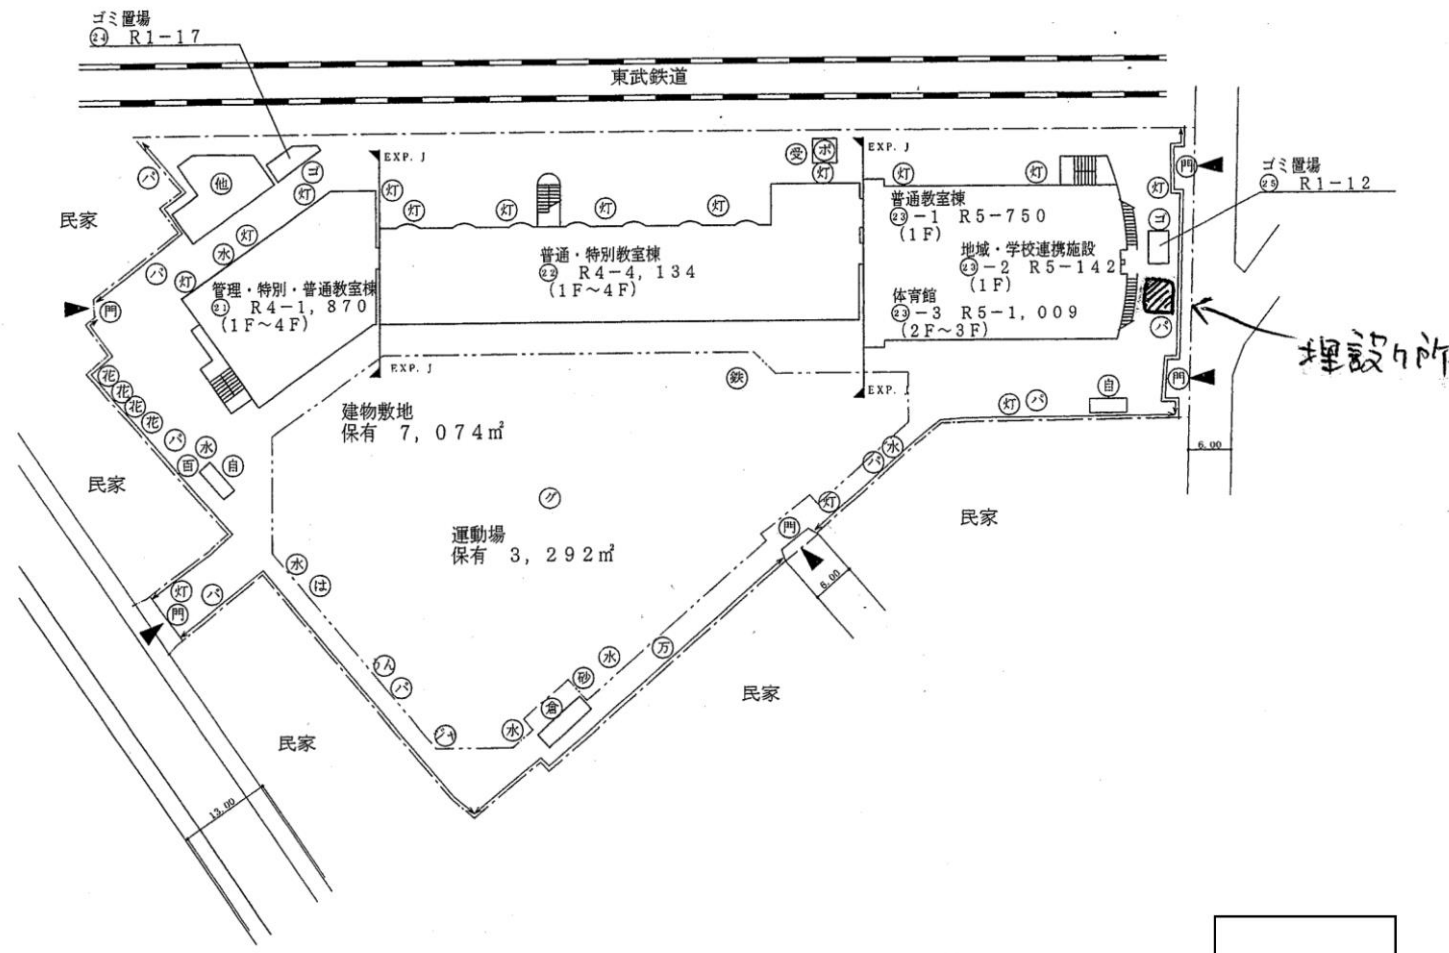 ゴミ置場
㉔ R1-17
東武鉄道
EXP. J
受 ポ
灯
EXP. J
灯
灯
門
ゴミ置場
㉕ R1-12
パ
他
ゴ
灯
民家
灯
灯
灯
灯
灯
灯
ゴ
水 灯
パ 灯
門
普通教室棟
㉓-1 R5-750
(1F)
地域・学校連携施設
㉓-2 R5-142
(1F)
体育館
㉓-3 R5-1,009
(2F~3F)
普通・特別教室棟
㉒ R4-4,134
(1F~4F)
管理・特別・普通教室棟
㉑ R4-1,870
(1F~4F)
パ
埋設ヶ所
EXP. J
鉄
EXP. J
門
自
灯 パ
花
花
花
花
パ
水
百
自
建物敷地
保有 7,074㎡
6.00
水
パ
民家
グ
灯
門
民家
運動場
保有 3,292㎡
6.00
水
は
灯 パ
門
うん
パ
万
水
砂
倉
水
ジャ
民家
民家
13.00